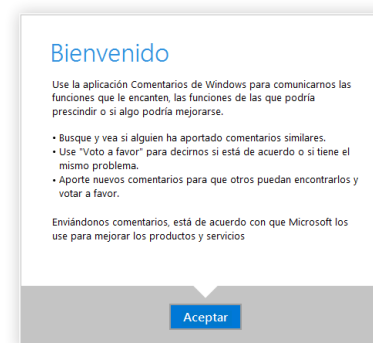 Bienvenido
Use la aplicación Comentarios de Windows para comunicarnos las
funciones que le encanten, las funciones de las que podría
prescindir o si algo podría mejorarse.
• Busque y vea si alguien ha aportado comentarios similares.
• Use "Voto a favor" para decirnos si está de acuerdo o si tiene el
mismo problema.
• Aporte nuevos comentarios para que otros puedan encontrarlos y
votar a favor.
Enviándonos comentarios, está de acuerdo con que Microsoft los
use para mejorar los productos y servicios
Aceptar